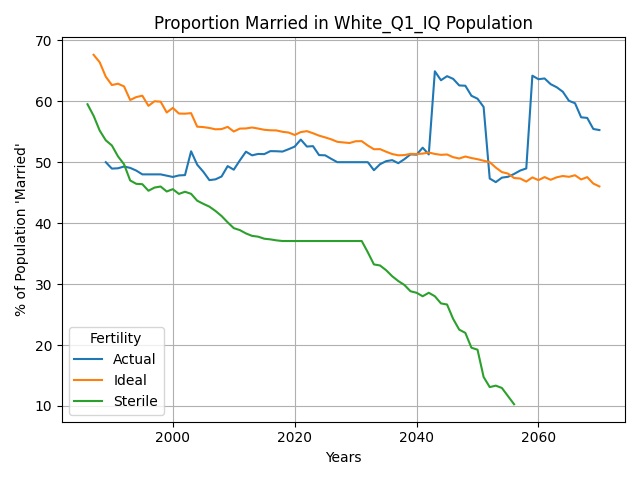 Proportion Married in White_Q1_IQ Population
% of Population 'Married'
70
60
50
40
30
20
10
Fertility
Actual
Ideal
Sterile
2000 2020 2040 2060
Years